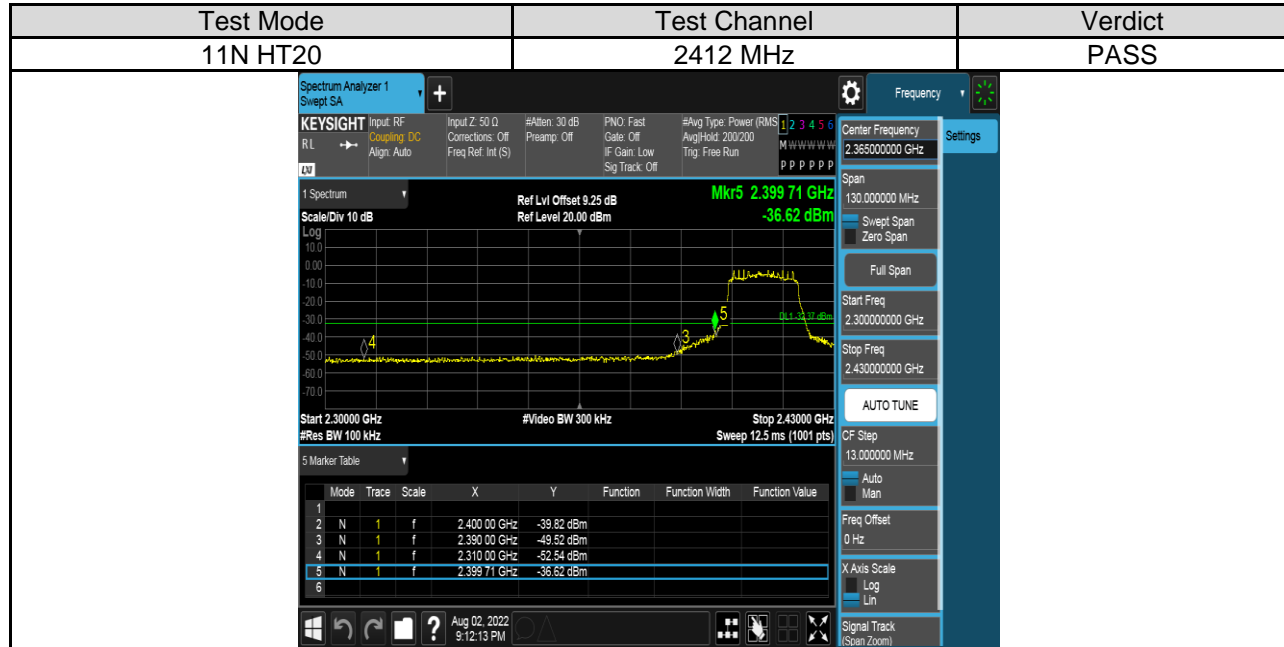 Test Mode Test Channel Verdict
11N HT20 2412 MHz PASS
Spectrum Analyzer 1
Swept SA
+
Frequency
KEYSIGHT
RL
LXI
Input: RF
Coupling: DC
Align: Auto
Input Z: 50 Ω
Corrections: Off
Freq Ref: Int (S)
#Atten: 30 dB
Preamp: Off
PNO: Fast
Gate: Off
IF Gain: Low
Sig Track: Off
#Avg Type: Power (RMS
Avg|Hold: 200/200
Trig: Free Run
1 2 3 4 5 6
M W W W W W
P P P P P P
1 Spectrum
Scale/Div 10 dB
Ref Lvl Offset 9.25 dB
Ref Level 20.00 dBm
Mkr5 2.399 71 GHz
-36.62 dBm
Log
10.0
0.00
-10.0
-20.0
-30.0
-40.0
-50.0
-60.0
-70.0
4
3
5
DL1 -32.37 dBm
Start 2.30000 GHz #Video BW 300 kHz Stop 2.43000 GHz
#Res BW 100 kHz Sweep 12.5 ms (1001 pts)
5 Marker Table
Mode Trace Scale X Y Function Function Width Function Value
1
2 N 1 f 2.400 00 GHz -39.82 dBm
3 N 1 f 2.390 00 GHz -49.52 dBm
4 N 1 f 2.310 00 GHz -52.54 dBm
5 N 1 f 2.399 71 GHz -36.62 dBm
6
?
Aug 02, 2022
9:12:13 PM
Center Frequency
2.365000000 GHz
Settings
Span
130.000000 MHz
Swept Span
Zero Span
Full Span
Start Freq
2.300000000 GHz
Stop Freq
2.430000000 GHz
AUTO TUNE
CF Step
13.000000 MHz
Auto
Man
Freq Offset
0 Hz
X Axis Scale
Log
Lin
Signal Track
(Span Zoom)